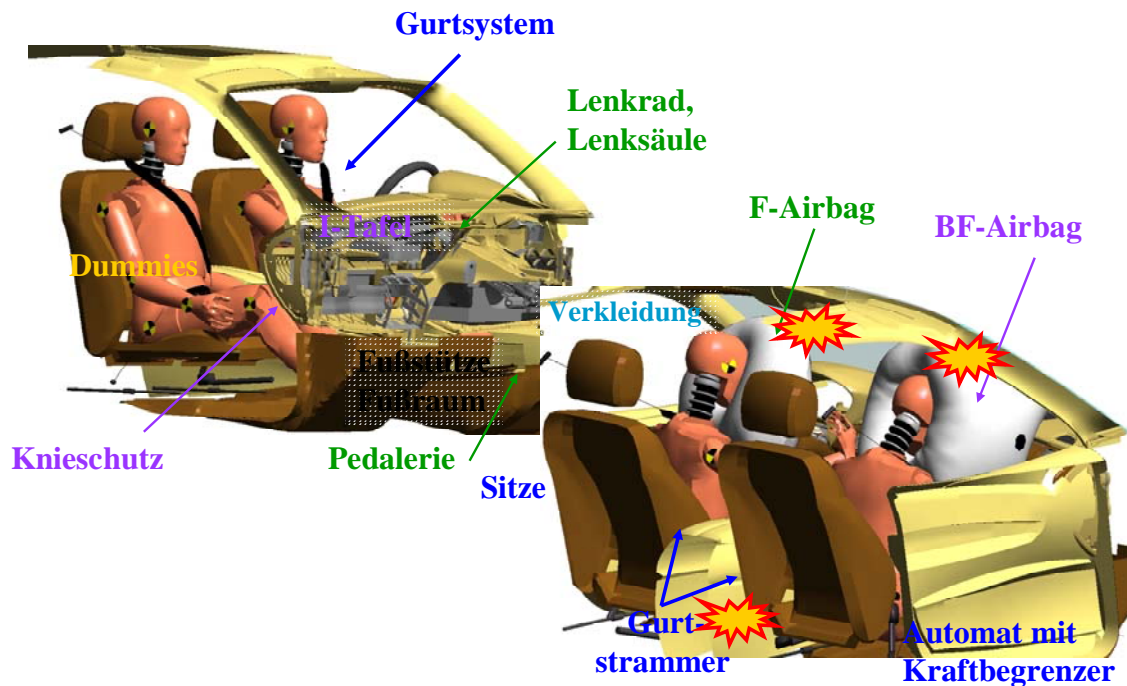 Gurtsystem
Lenkrad,
Lenksäule
F-Airbag
BF-Airbag
I-Tafel
Dummies
Verkleidung
Fußstütze
Fußraum
Knieschutz
Pedalerie
Sitze
Gurt-
strammer
Automat mit
Kraftbegrenzer